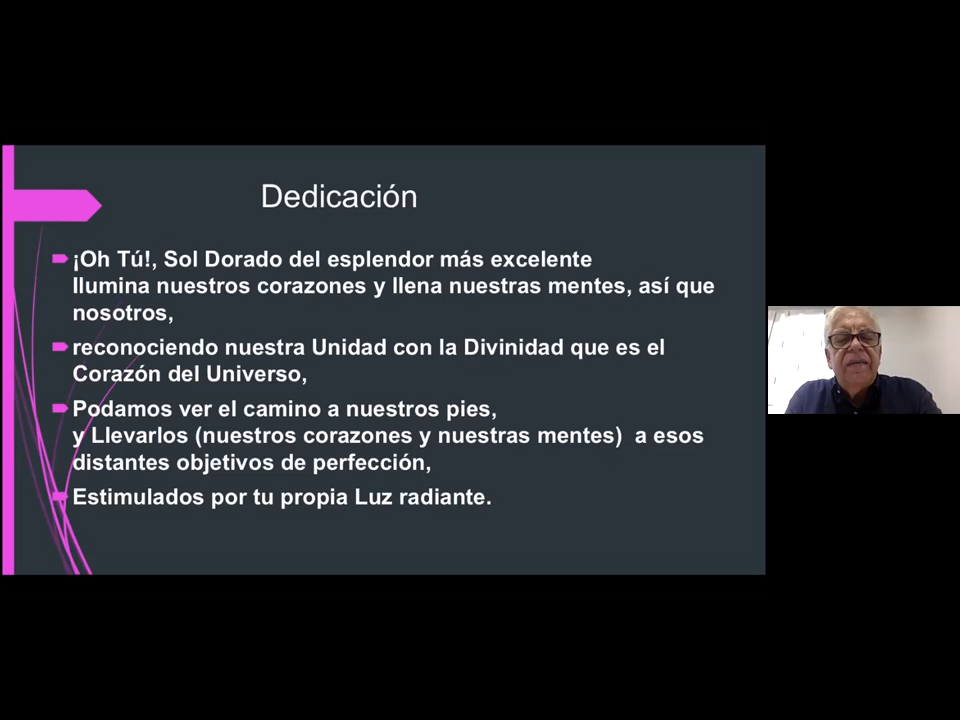 Dedicación
¡Oh Tú!, Sol Dorado del esplendor más excelente
Ilumina nuestros corazones y llena nuestras mentes, así que
nosotros,
reconociendo nuestra Unidad con la Divinidad que es el
Corazón del Universo,
Podamos ver el camino a nuestros pies,
y Llevarlos (nuestros corazones y nuestras mentes)  a esos
distantes objetivos de perfección,
Estimulados por tu propia Luz radiante.